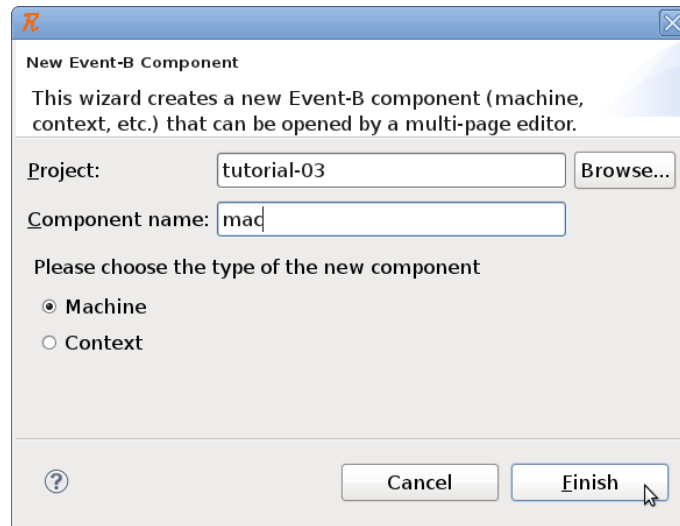 New Event-B Component
This wizard creates a new Event-B component (machine,
context, etc.) that can be opened by a multi-page editor.
Project: tutorial-03 Browse...
Component name: mac
Please choose the type of the new component
Machine
Context
? Cancel Finish